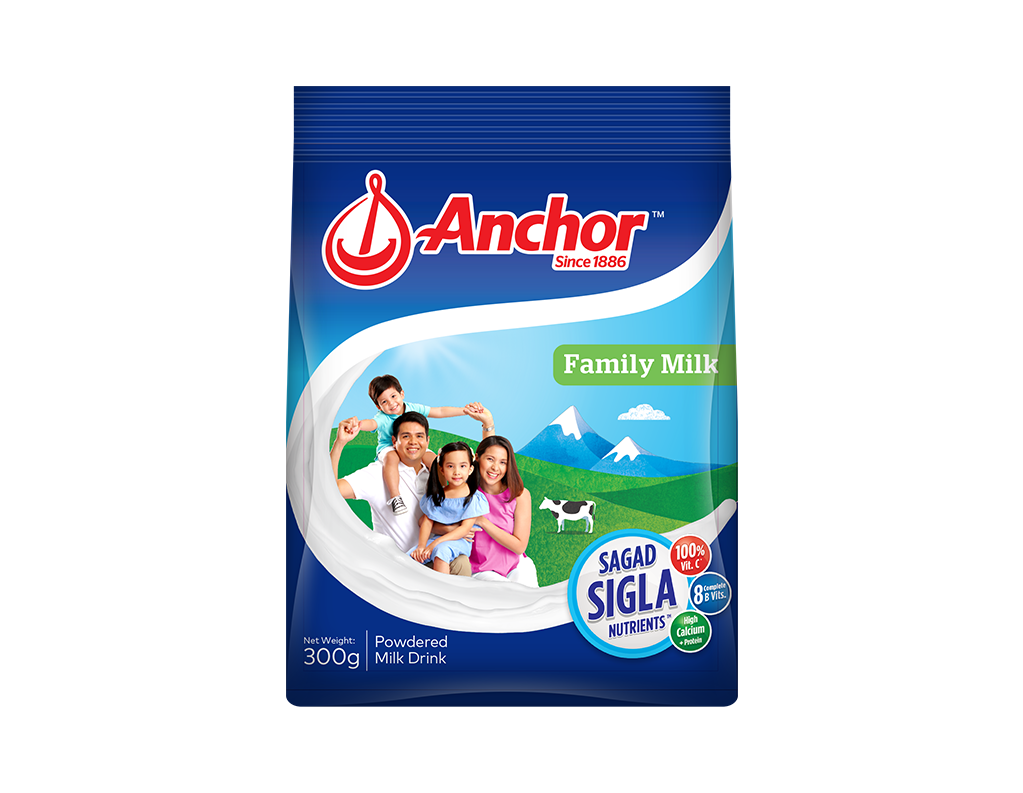 Anchor™
Since 1886
Family Milk
SAGAD
SIGLA
NUTRIENTS™
100%
Vit. C*
8 Complete
B Vits.
High
Calcium
+ Protein
Net Weight:
300g
Powdered
Milk Drink